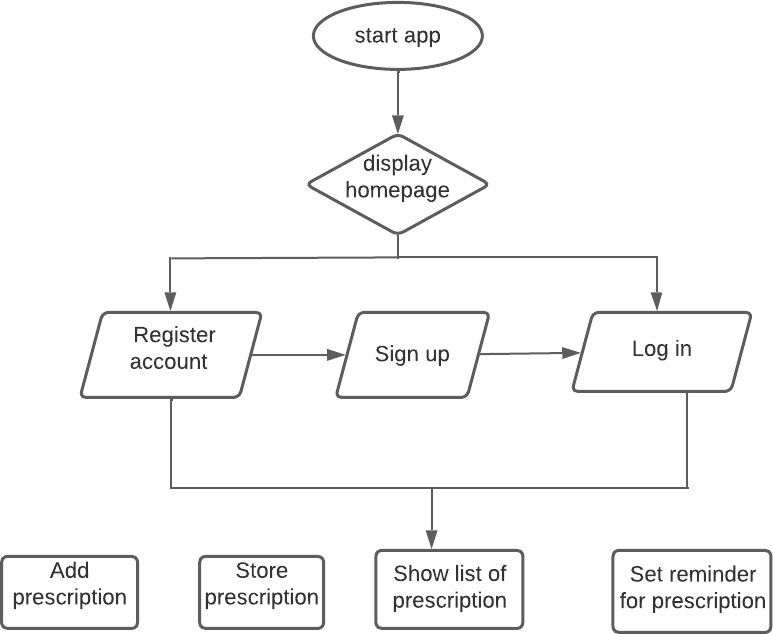 start app
display
homepage
Register
account
Sign up
Log in
Add
prescription
Store
prescription
Show list of
prescription
Set reminder
for prescription